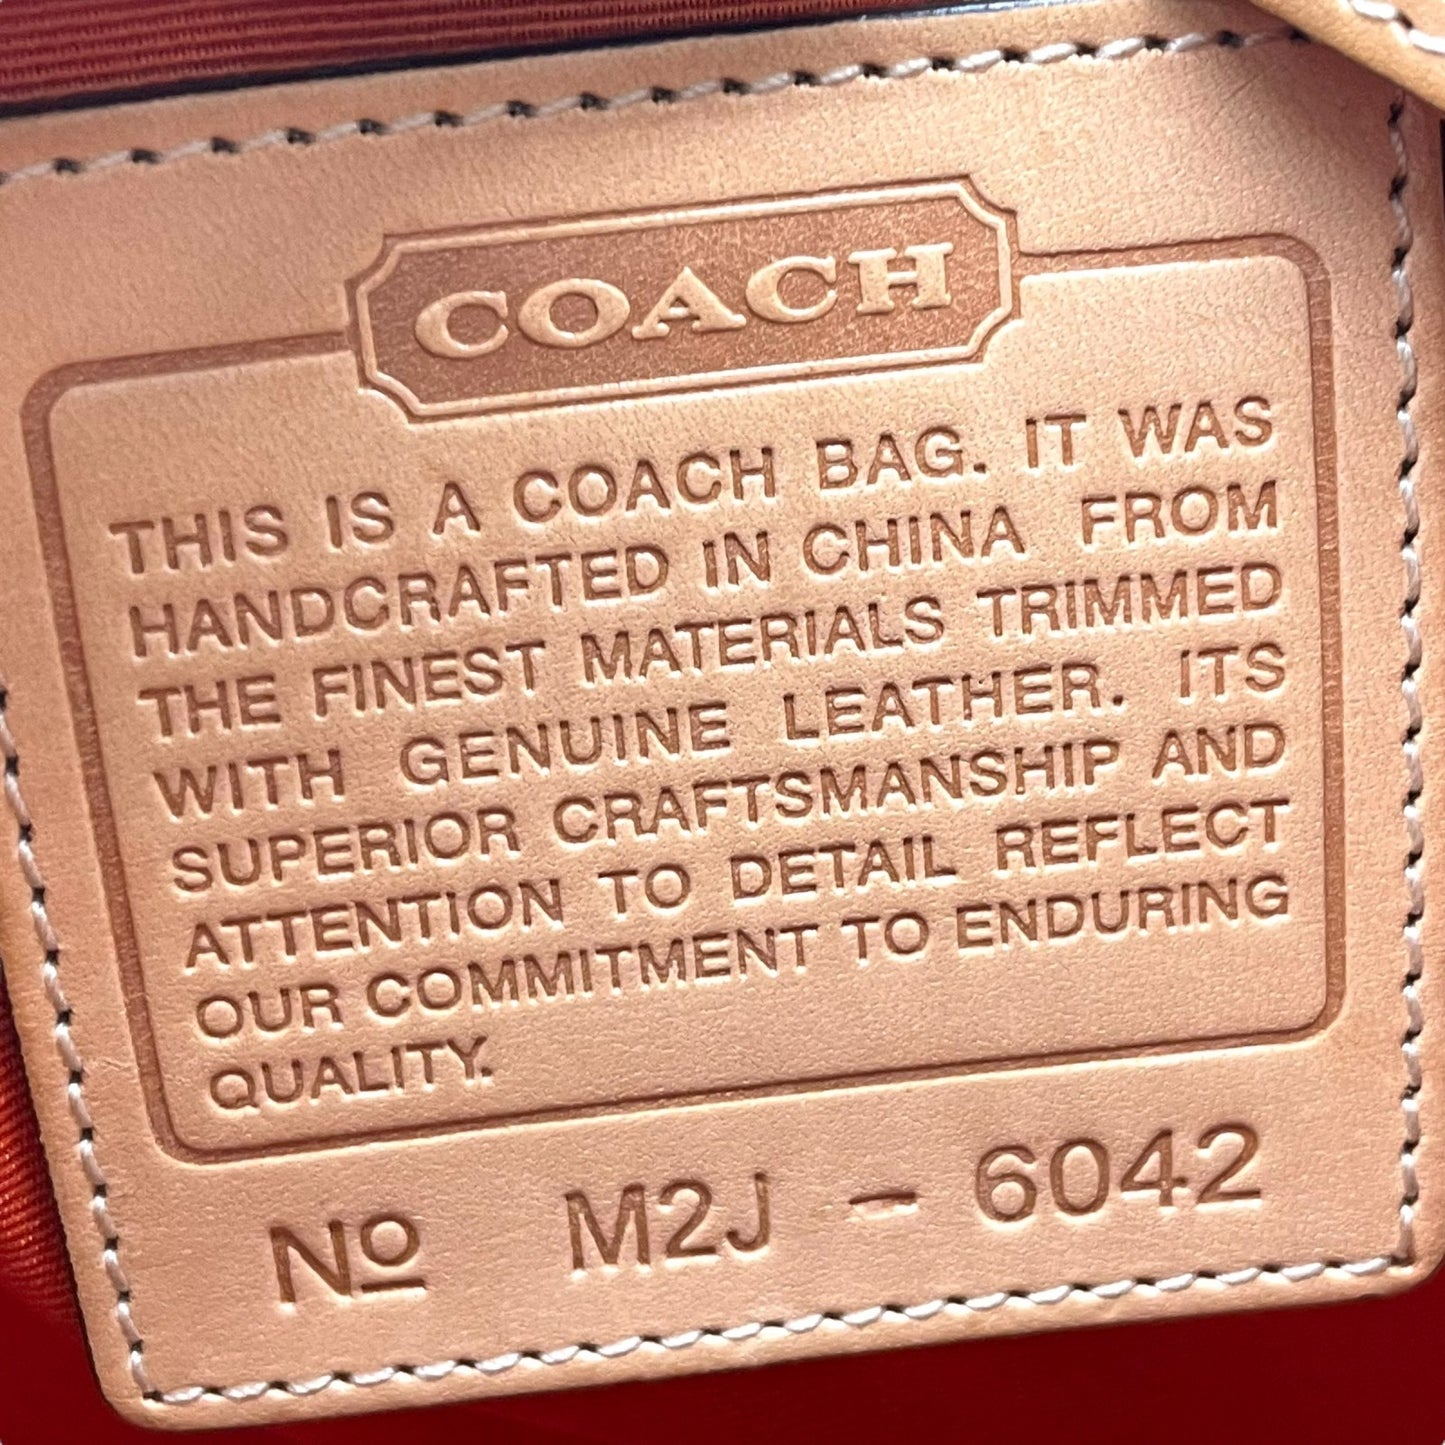 COACH
THIS IS A COACH BAG. IT WAS
HANDCRAFTED IN CHINA FROM
THE FINEST MATERIALS TRIMMED
WITH GENUINE LEATHER. ITS
SUPERIOR CRAFTSMANSHIP AND
ATTENTION TO DETAIL REFLECT
OUR COMMITMENT TO ENDURING
QUALITY.
№ M2J - 6042